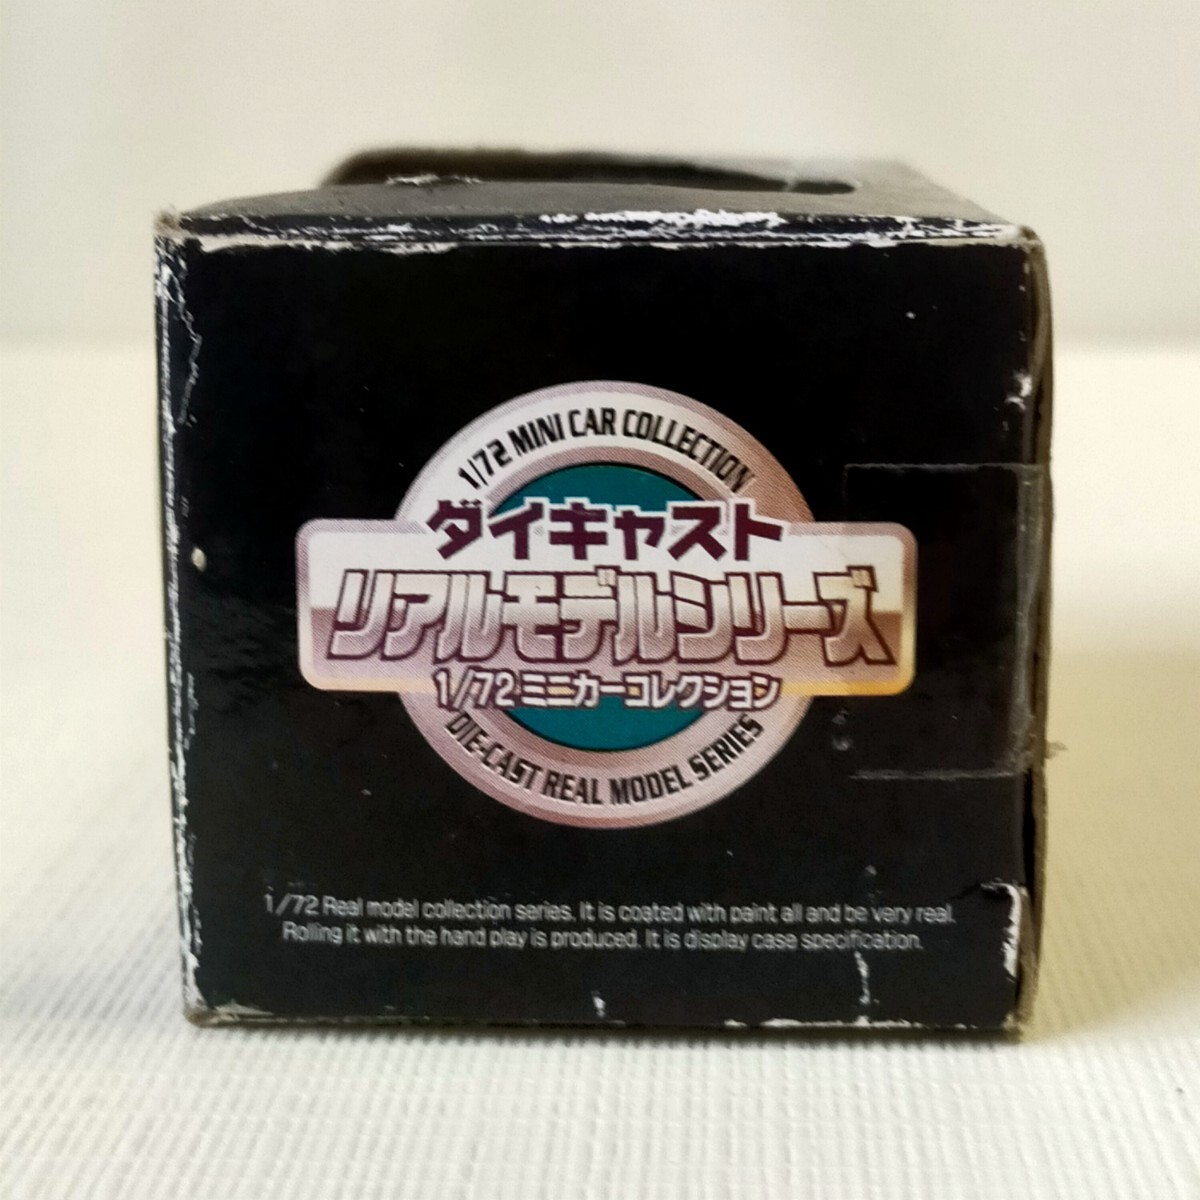 1/72 MINI CAR COLLECTION
ダイキャスト
リアルモデルシリーズ
1/72ミニカーコレクション
DIE-CAST REAL MODEL SERIES
1/72 Real model collection series. It is coated with paint all and be very real.
Rolling it with the hand play is produced. It is display case specification.